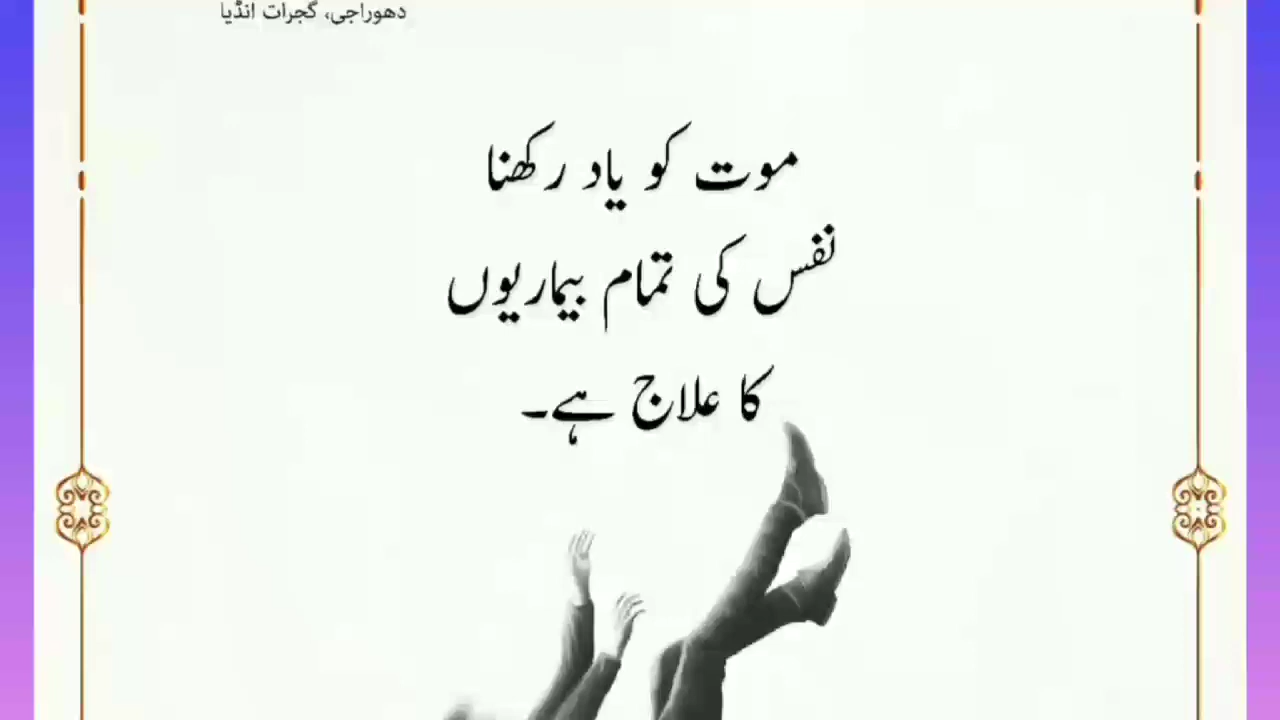 دھوراجی، گجرات انڈیا
موت کو یاد رکھنا
نفس کی تمام بیماریوں
کا علاج ہے۔